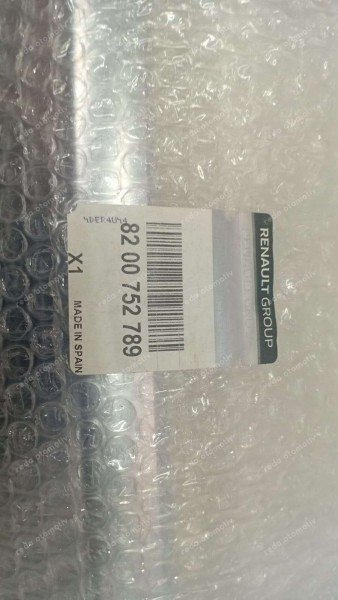 RENAULT GROUP
82 00 752 789
X1
MADE IN SPAIN